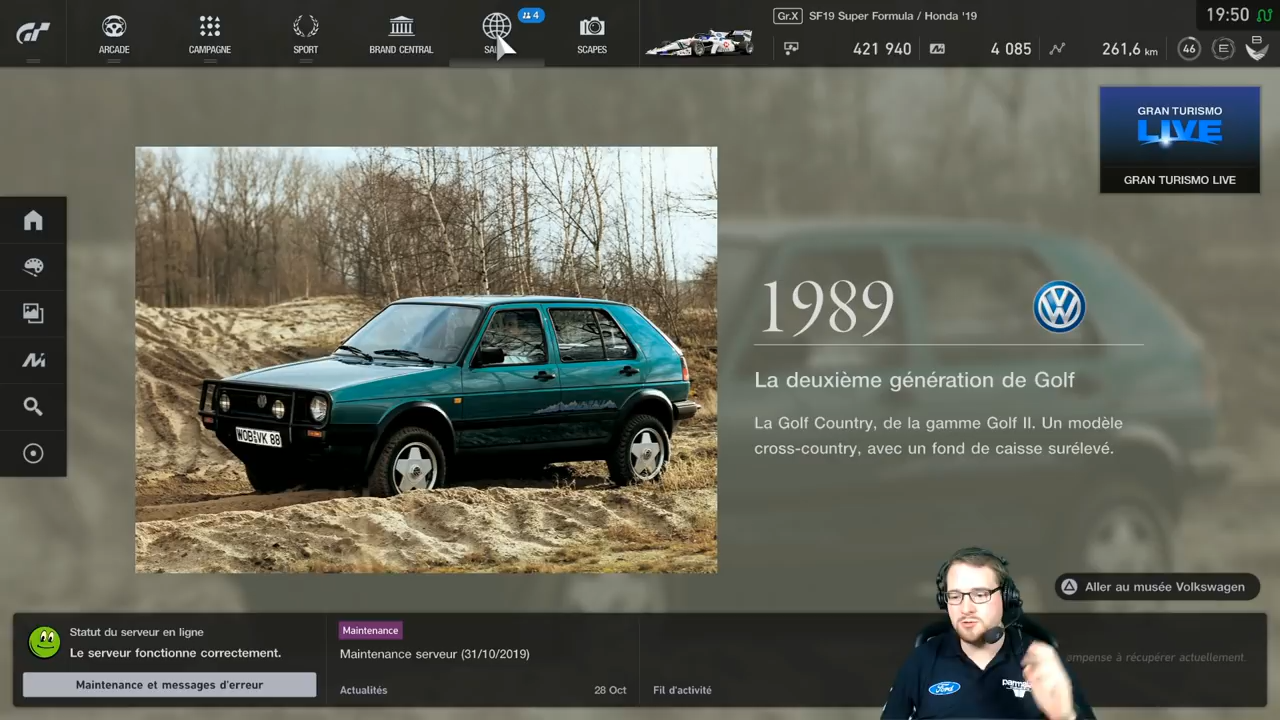 ARCADE
CAMPAGNE
SPORT
BRAND CENTRAL
4
SCAPES
Gr.X SF19 Super Formula / Honda '19
421 940
4 085
261,6 km
46
E
B
19:50
GRAN TURISMO
LIVE
GRAN TURISMO LIVE
WOB VK 88
1989
La deuxième génération de Golf
La Golf Country, de la gamme Golf II. Un modèle
cross-country, avec un fond de caisse surélevé.
Aller au musée Volkswagen
Statut du serveur en ligne
Le serveur fonctionne correctement.
Maintenance et messages d'erreur
Maintenance
Maintenance serveur (31/10/2019)
Actualités
28 Oct
Fil d'activité
à récupérer actuellement.
Ford